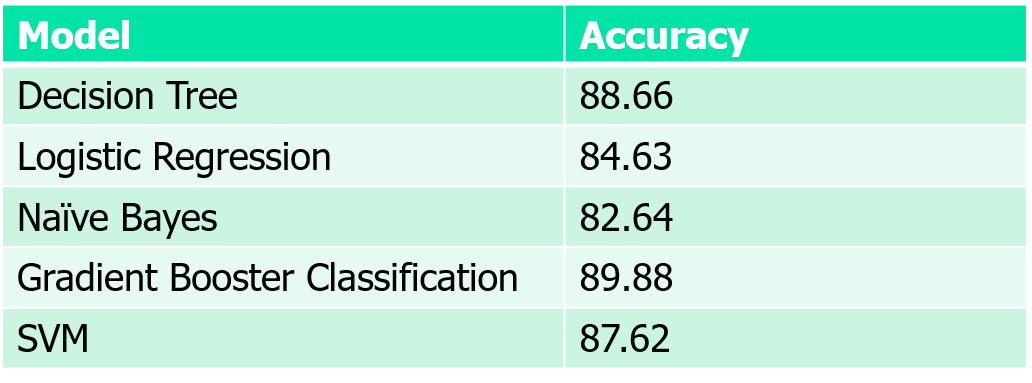 Model Accuracy
Decision Tree 88.66
Logistic Regression 84.63
Naïve Bayes 82.64
Gradient Booster Classification 89.88
SVM 87.62